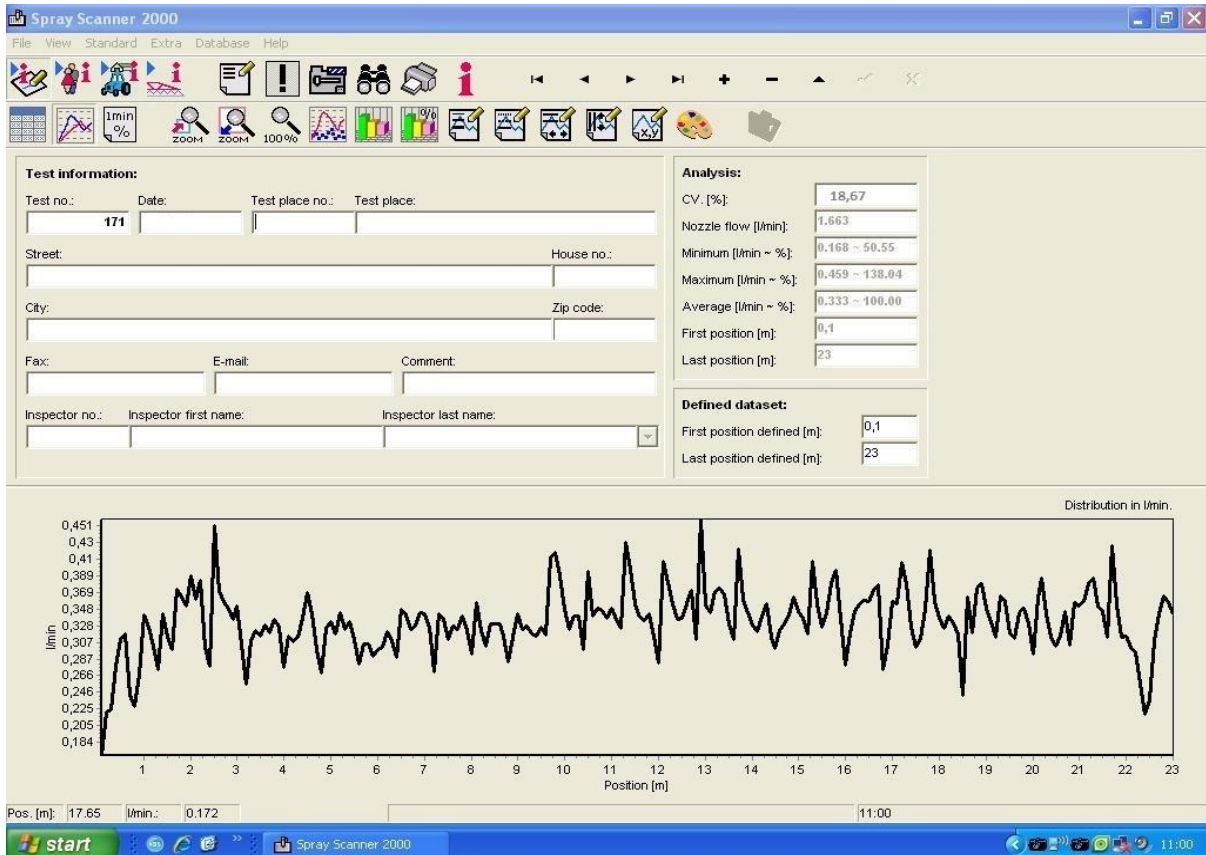 Spray Scanner 2000
File View Standard Extra Database Help
1min
%
ZOOM
ZOOM
100%
%
x,y
Test information:
Test no.: Date: Test place no.: Test place:
171
Street: House no.:
City: Zip code:
Fax: E-mail: Comment:
Inspector no.: Inspector first name: Inspector last name:
Analysis:
CV. [%]: 18,67
Nozzle flow [l/min]: 1.663
Minimum [l/min ~ %]: 0.168 ~ 50.55
Maximum [l/min ~ %]: 0.459 ~ 138.04
Average [l/min ~ %]: 0.333 ~ 100.00
First position [m]: 0,1
Last position [m]: 23
Defined dataset:
First position defined [m]: 0,1
Last position defined [m]: 23
Distribution in l/min.
0,451
0,43
0,41
0,389
0,369
0,348
0,328
0,307
0,287
0,266
0,246
0,225
0,205
0,184
l/min
1 2 3 4 5 6 7 8 9 10 11 12 13 14 15 16 17 18 19 20 21 22 23
Position [m]
Pos. [m]: 17.65 l/min.: 0.172 11:00
start Spray Scanner 2000 11:00